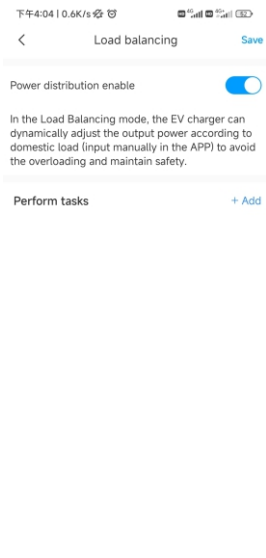 下午4:04 | 0.6K/s
Load balancing
Save
Power distribution enable
In the Load Balancing mode, the EV charger can
dynamically adjust the output power according to
domestic load (input manually in the APP) to avoid
the overloading and maintain safety.
Perform tasks
+ Add